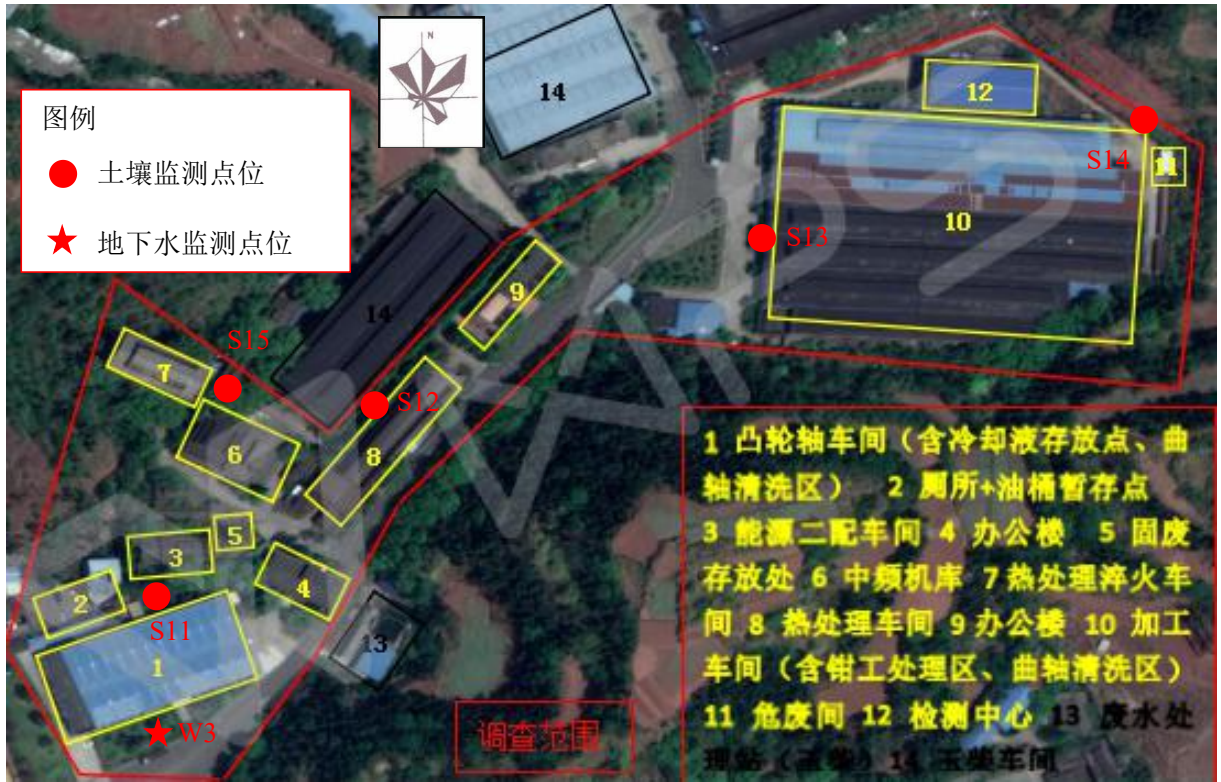 N
图例
土壤监测点位
地下水监测点位
14
12
S14
11
S13
10
9
14
S15
7
S12
6
8
5
3
4
2
S11
1
13
W3
调查范围
1 凸轮轴车间（含冷却液存放点、曲
轴清洗区） 2 厕所+油桶暂存点
3 能源二配车间 4 办公楼 5 固废
存放处 6 中频机库 7 热处理淬火车
间 8 热处理车间 9 办公楼 10 加工
车间（含钳工处理区、曲轴清洗区）
11 危废间 12 检测中心 13 废水处
理站（玉柴）14 玉柴车间